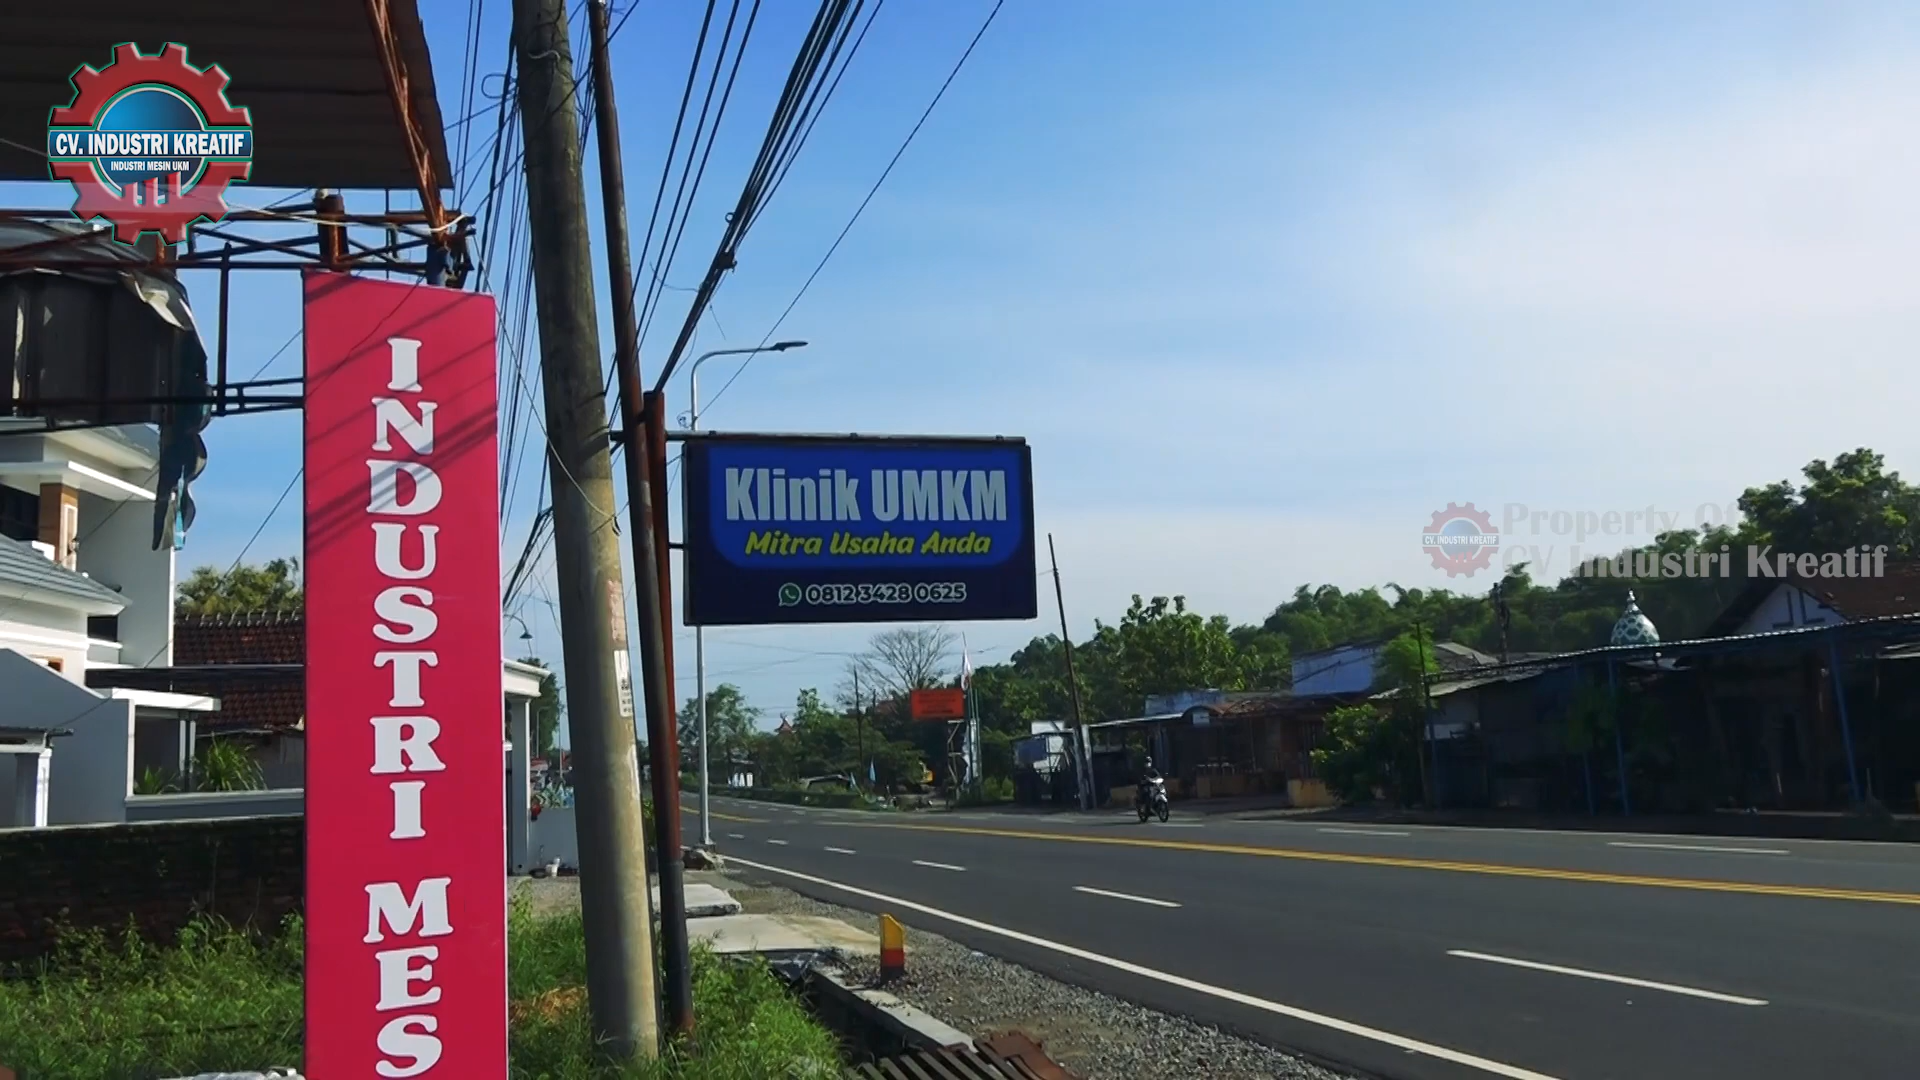 CV. INDUSTRI KREATIF
INDUSTRI MESIN UKM
INDUSTRI MES
Klinik UMKM
Mitra Usaha Anda
0812 3428 0625
Property Of
CV Industri Kreatif
CV. INDUSTRI KREATIF